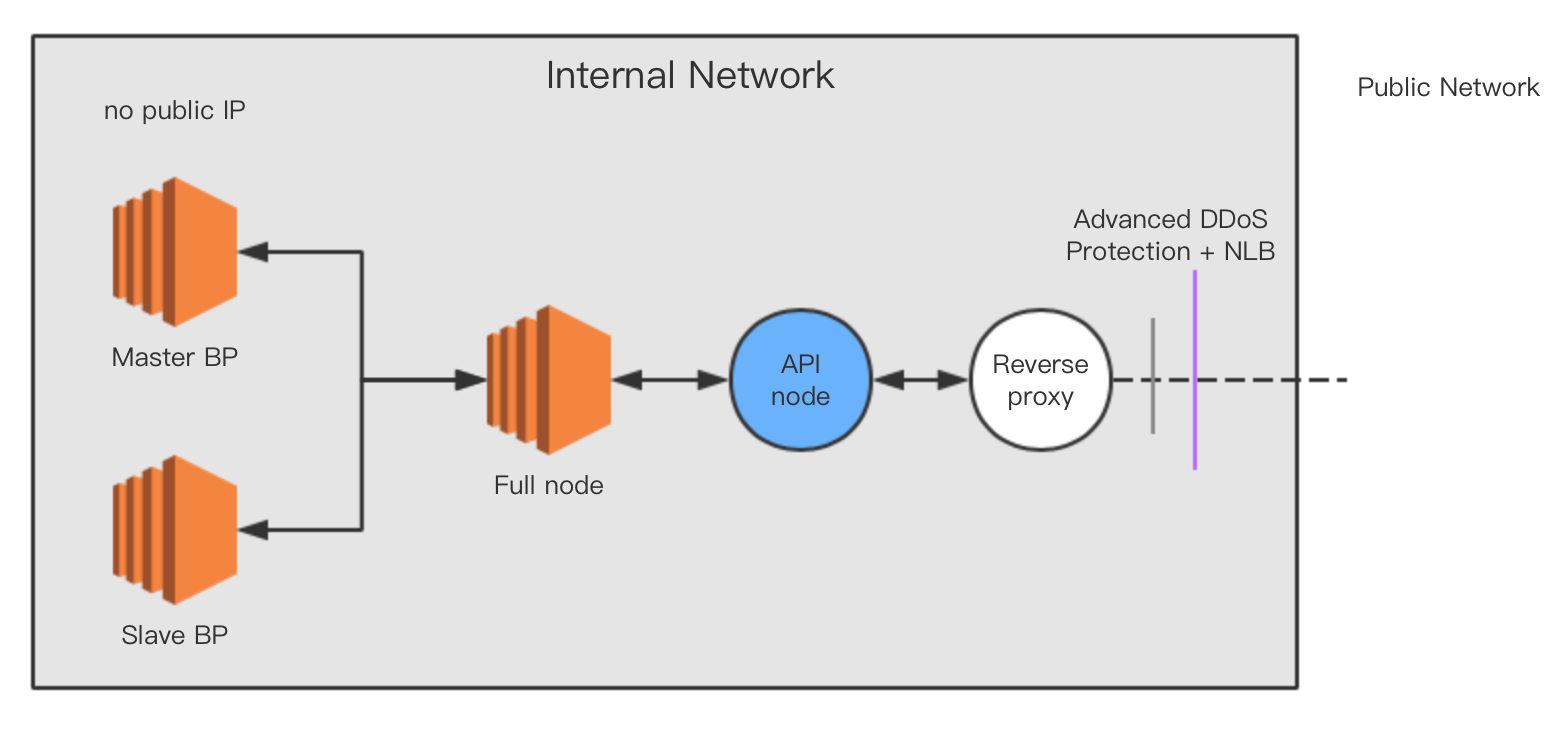 Internal Network
Public Network
no public IP
Advanced DDoS
Protection + NLB
Master BP
API
node
Reverse
proxy
Full node
Slave BP